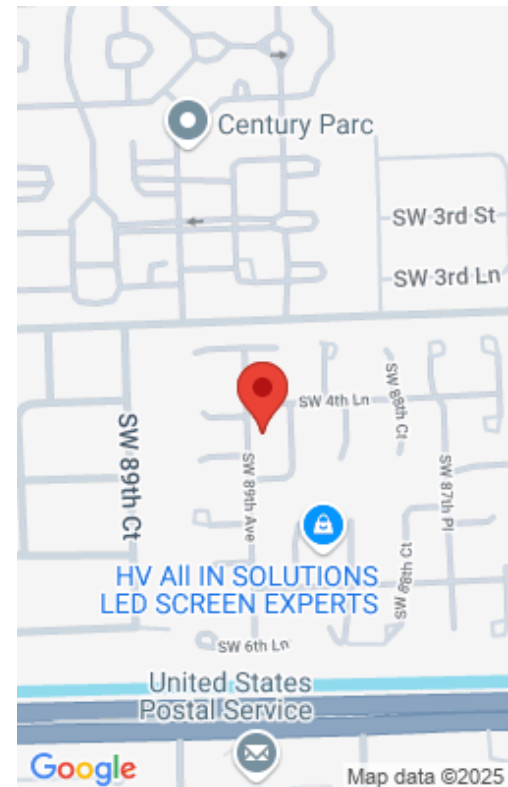 Century Parc
SW 3rd St
SW 3rd Ln
SW 4th Ln
SW 88th Ct
SW 89th Ct
SW 89th Ave
SW 87th Pl
HV All IN SOLUTIONS
LED SCREEN EXPERTS
SW 88th Ct
SW 6th Ln
United States
Postal Service
Google
Map data ©2025